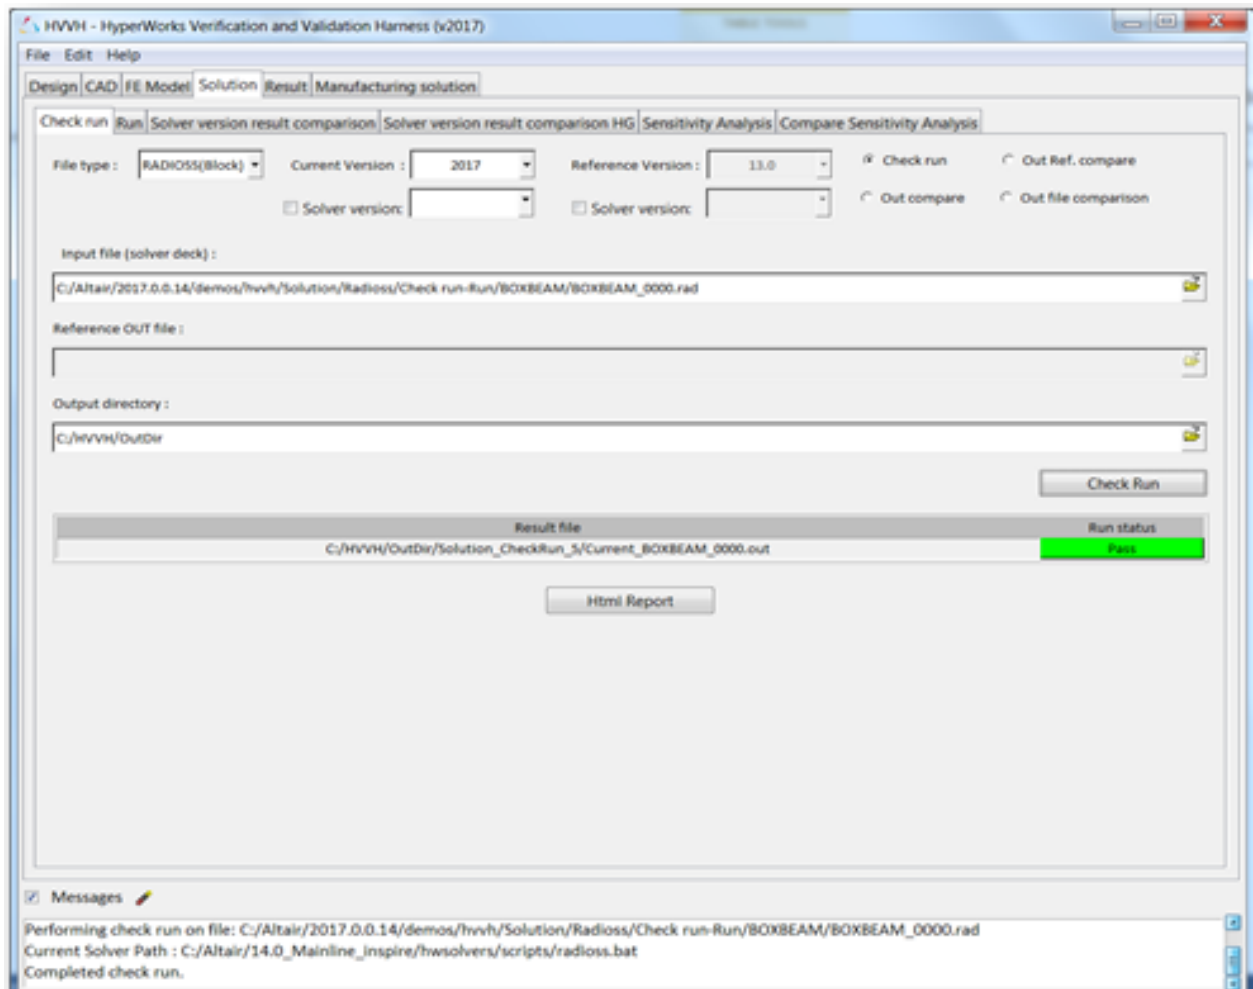 HVVH - HyperWorks Verification and Validation Harness (v2017)
File Edit Help
Design CAD FE Model Solution Result Manufacturing solution
Check run Run Solver version result comparison Solver version result comparison HG Sensitivity Analysis Compare Sensitivity Analysis
File type : RADIOSS(Block) Current Version : 2017 Reference Version : 13.0 Check run Out Ref. compare
Solver version: Solver version: Out compare Out file comparison
Input file (solver deck) :
C:/Altair/2017.0.0.14/demos/hvvh/Solution/Radioss/Check run-Run/BOXBEAM/BOXBEAM_0000.rad
Reference OUT file :
Output directory :
C:/HVVH/OutDir
Check Run
Result file Run status
C:/HVVH/OutDir/Solution_CheckRun_5/Current_BOXBEAM_0000.out Pass
Html Report
Messages
Performing check run on file: C:/Altair/2017.0.0.14/demos/hvvh/Solution/Radioss/Check run-Run/BOXBEAM/BOXBEAM_0000.rad
Current Solver Path : C:/Altair/14.0_Mainline_inspire/hwsolvers/scripts/radioss.bat
Completed check run.